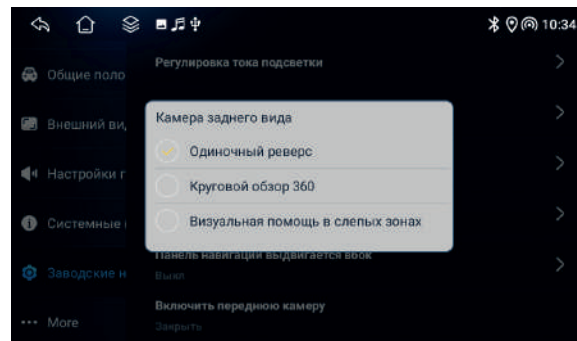 10:34
Общие поло
Регулировка тока подсветки
Внешний ви,
Камера заднего вида
Одиночный реверс
Настройки г
Круговой обзор 360
Системные
Визуальная помощь в слепых зонах
Панель навигации выдвигается вбок
Заводские н
Выкл
Включить переднюю камеру
More
Закрыть